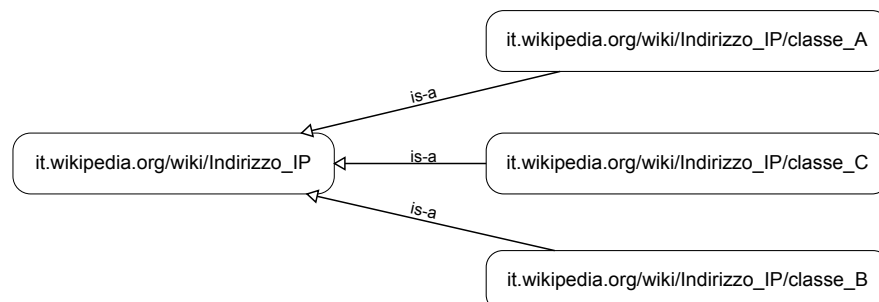 it.wikipedia.org/wiki/Indirizzo_IP/classe_A
is-a
it.wikipedia.org/wiki/Indirizzo_IP
is-a
it.wikipedia.org/wiki/Indirizzo_IP/classe_C
is-a
it.wikipedia.org/wiki/Indirizzo_IP/classe_B